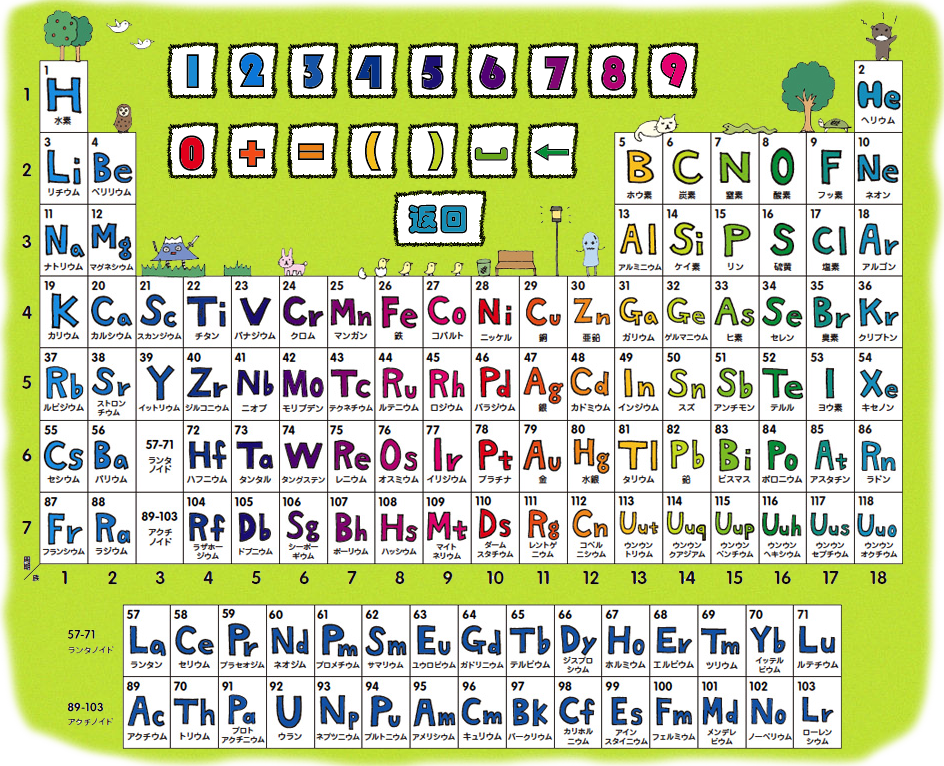 1 2 3 4 5 6 7 8 9
1 2
1 H He
水素 ヘリウム
0 + = ( ) ␣ ←
3 4 5 6 7 8 9 10
2 Li Be B C N O F Ne
リチウム ベリリウム ホウ素 炭素 窒素 酸素 フッ素 ネオン
返回
11 12 13 14 15 16 17 18
3 Na Mg Al Si P S Cl Ar
ナトリウム マグネシウム アルミニウム ケイ素 リン 硫黄 塩素 アルゴン
19 20 21 22 23 24 25 26 27 28 29 30 31 32 33 34 35 36
4 K Ca Sc Ti V Cr Mn Fe Co Ni Cu Zn Ga Ge As Se Br Kr
カリウム カルシウム スカンジウム チタン バナジウム クロム マンガン 鉄 コバルト ニッケル 銅 亜鉛 ガリウム ゲルマニウム ヒ素 セレン 臭素 クリプトン
37 38 39 40 41 42 43 44 45 46 47 48 49 50 51 52 53 54
5 Rb Sr Y Zr Nb Mo Tc Ru Rh Pd Ag Cd In Sn Sb Te I Xe
ルビジウム ストロンチウム イットリウム ジルコニウム ニオブ モリブデン テクネチウム ルテニウム ロジウム パラジウム 銀 カドミウム インジウム スズ アンチモン テルル ヨウ素 キセノン
55 56 57-71 72 73 74 75 76 77 78 79 80 81 82 83 84 85 86
6 Cs Ba ランタノイド Hf Ta W Re Os Ir Pt Au Hg Tl Pb Bi Po At Rn
セシウム バリウム ハフニウム タンタル タングステン レニウム オスミウム イリジウム プラチナ 金 水銀 タリウム 鉛 ビスマス ポロニウム アスタチン ラドン
87 88 89-103 104 105 106 107 108 109 110 111 112 113 114 115 116 117 118
7 Fr Ra アクチノイド Rf Db Sg Bh Hs Mt Ds Rg Cn Uut Uuq Uup Uuh Uus Uuo
フランシウム ラジウム ラザホージウム ドブニウム シーボーギウム ボーリウム ハッシウム マイトネリウム ダームスタチウム レントゲニウム コペルニシウム ウンウントリウム ウンウンクアジアム ウンウンペンチウム ウンウンヘキシウム ウンウンセプチウム ウンウンオクチウム
周期/族 1 2 3 4 5 6 7 8 9 10 11 12 13 14 15 16 17 18
57 58 59 60 61 62 63 64 65 66 67 68 69 70 71
57-71 ランタノイド La Ce Pr Nd Pm Sm Eu Gd Tb Dy Ho Er Tm Yb Lu
ランタン セリウム プラセオジム ネオジム プロメチウム サマリウム ユウロピウム ガドリニウム テルビウム ジスプロシウム ホルミウム エルビウム ツリウム イッテルビウム ルテチウム
89 70 91 92 93 94 95 96 97 98 99 100 101 102 103
89-103 アクチノイド Ac Th Pa U Np Pu Am Cm Bk Cf Es Fm Md No Lr
アクチウム トリウム プロトアクチニウム ウラン ネプツニウム プルトニウム アメリシウム キュリウム バークリウム カリホルニウム アインスタイニウム フェルミウム メンデレビウム ノーベリウム ローレンシウム